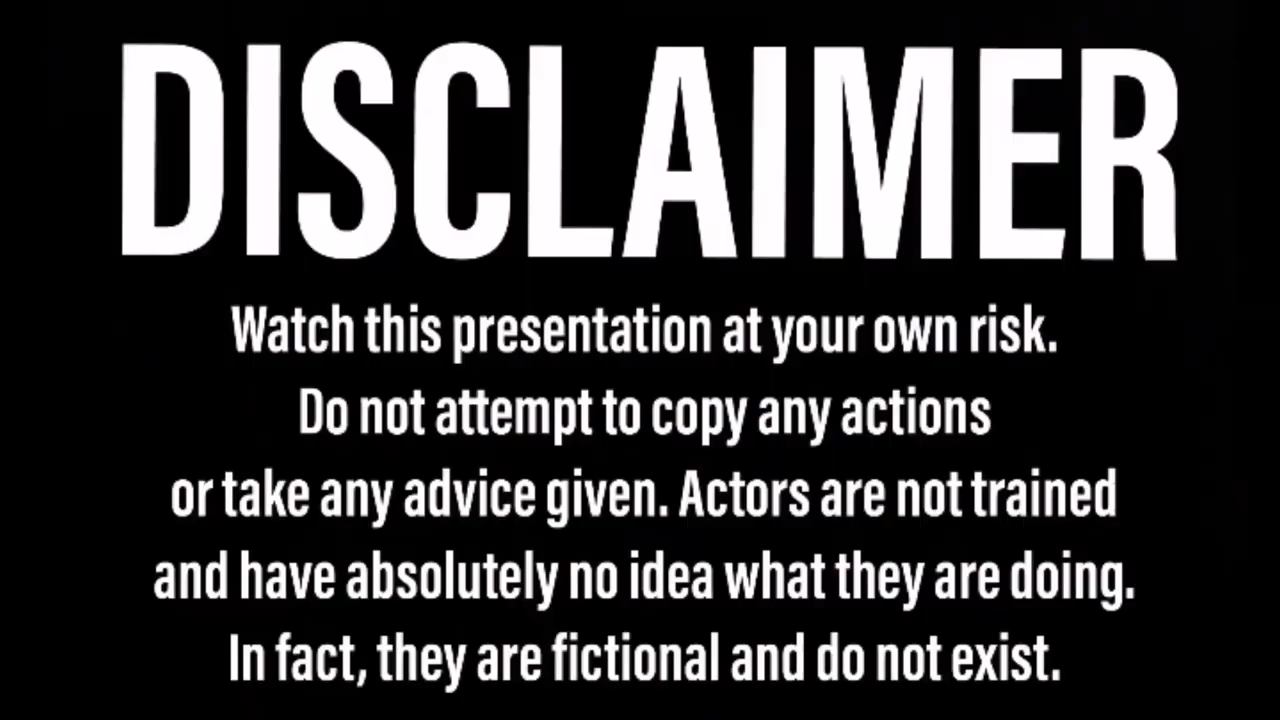 DISCLAIMER
Watch this presentation at your own risk.
Do not attempt to copy any actions
or take any advice given. Actors are not trained
and have absolutely no idea what they are doing.
In fact, they are fictional and do not exist.